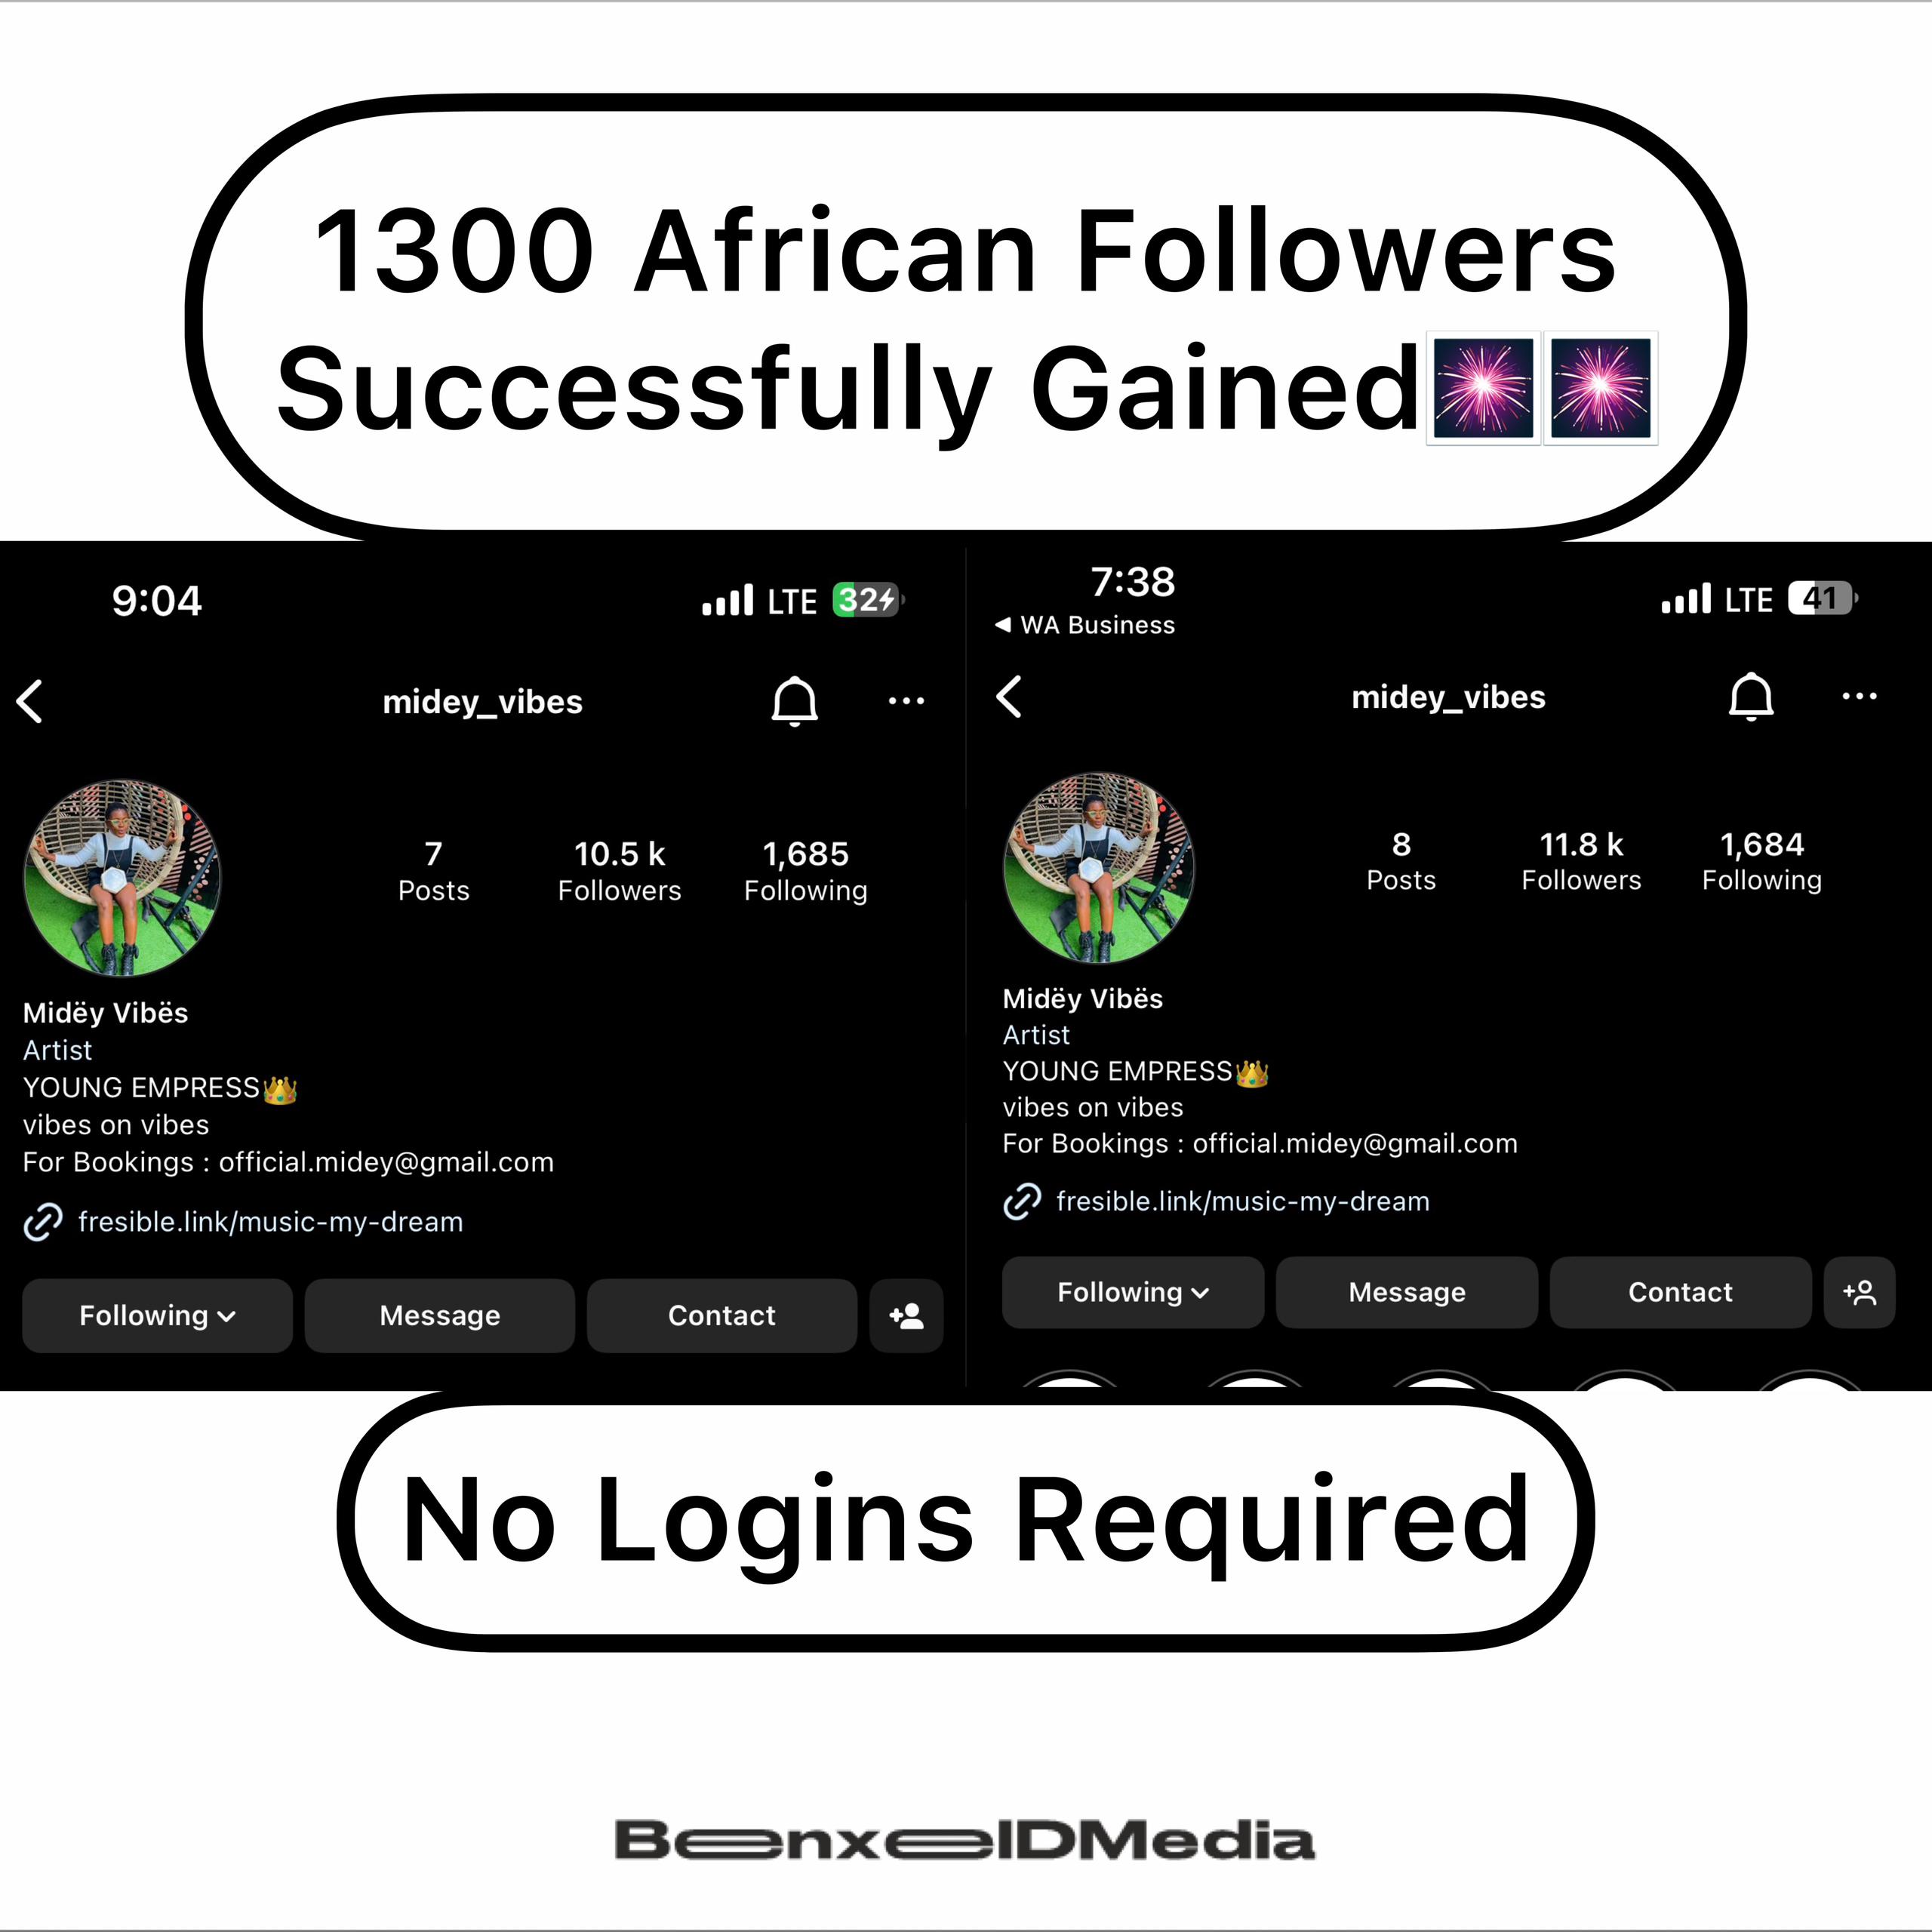 1300 African Followers
Successfully Gained🎆🎆
9:04
LTE 32
midey_vibes
7 Posts
10.5 k Followers
1,685 Following
Midëy Vibës
Artist
YOUNG EMPRESS👑
vibes on vibes
For Bookings : official.midey@gmail.com
fresible.link/music-my-dream
Following
Message
Contact
7:38
WA Business
LTE 41
midey_vibes
8 Posts
11.8 k Followers
1,684 Following
Midëy Vibës
Artist
YOUNG EMPRESS👑
vibes on vibes
For Bookings : official.midey@gmail.com
fresible.link/music-my-dream
Following
Message
Contact
No Logins Required